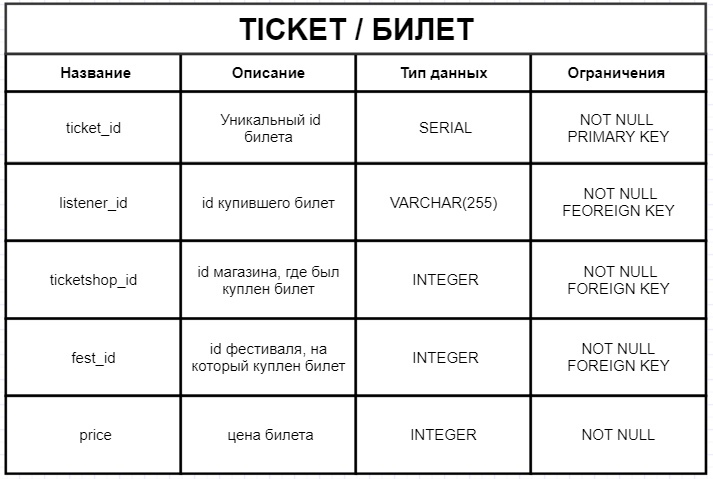 TICKET / БИЛЕТ
Название Описание Тип данных Ограничения
ticket_id Уникальный id билета SERIAL NOT NULL PRIMARY KEY
listener_id id купившего билет VARCHAR(255) NOT NULL FEOREIGN KEY
ticketshop_id id магазина, где был куплен билет INTEGER NOT NULL FOREIGN KEY
fest_id id фестиваля, на который куплен билет INTEGER NOT NULL FOREIGN KEY
price цена билета INTEGER NOT NULL